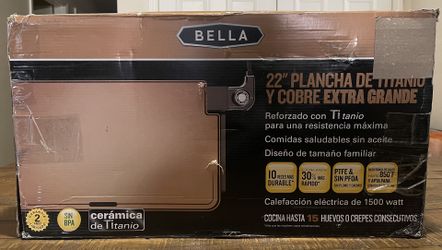 BELLA
22" PLANCHA DE TITANIO
Y COBRE EXTRA GRANDE
Reforzado con TI tanio
para una resistencia máxima
Comidas saludables sin aceite
Diseño de tamaño familiar
10 VECES MÁS
DURABLE*
30% MÁS
RÁPIDO*
PTFE &
SIN PFOA
850°F
Calefacción eléctrica de 1500 watt
COCINA HASTA 15 HUEVOS O CREPES CONSECUTIVOS
2
SIN
BPA
cerámica
de TItanio